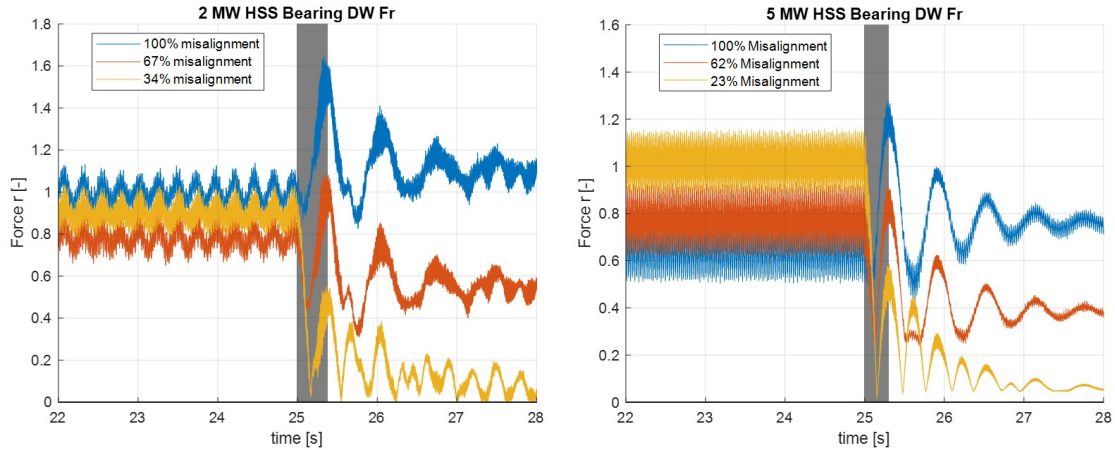 2 MW HSS Bearing DW Fr
100% misalignment
67% misalignment
34% misalignment
Force r [-]
1.8
1.6
1.4
1.2
1
0.8
0.6
0.4
0.2
0
22 23 24 25 26 27 28
time [s]
5 MW HSS Bearing DW Fr
100% Misalignment
62% Misalignment
23% Misalignment
Force r [-]
1.6
1.4
1.2
1
0.8
0.6
0.4
0.2
0
22 23 24 25 26 27 28
time [s]